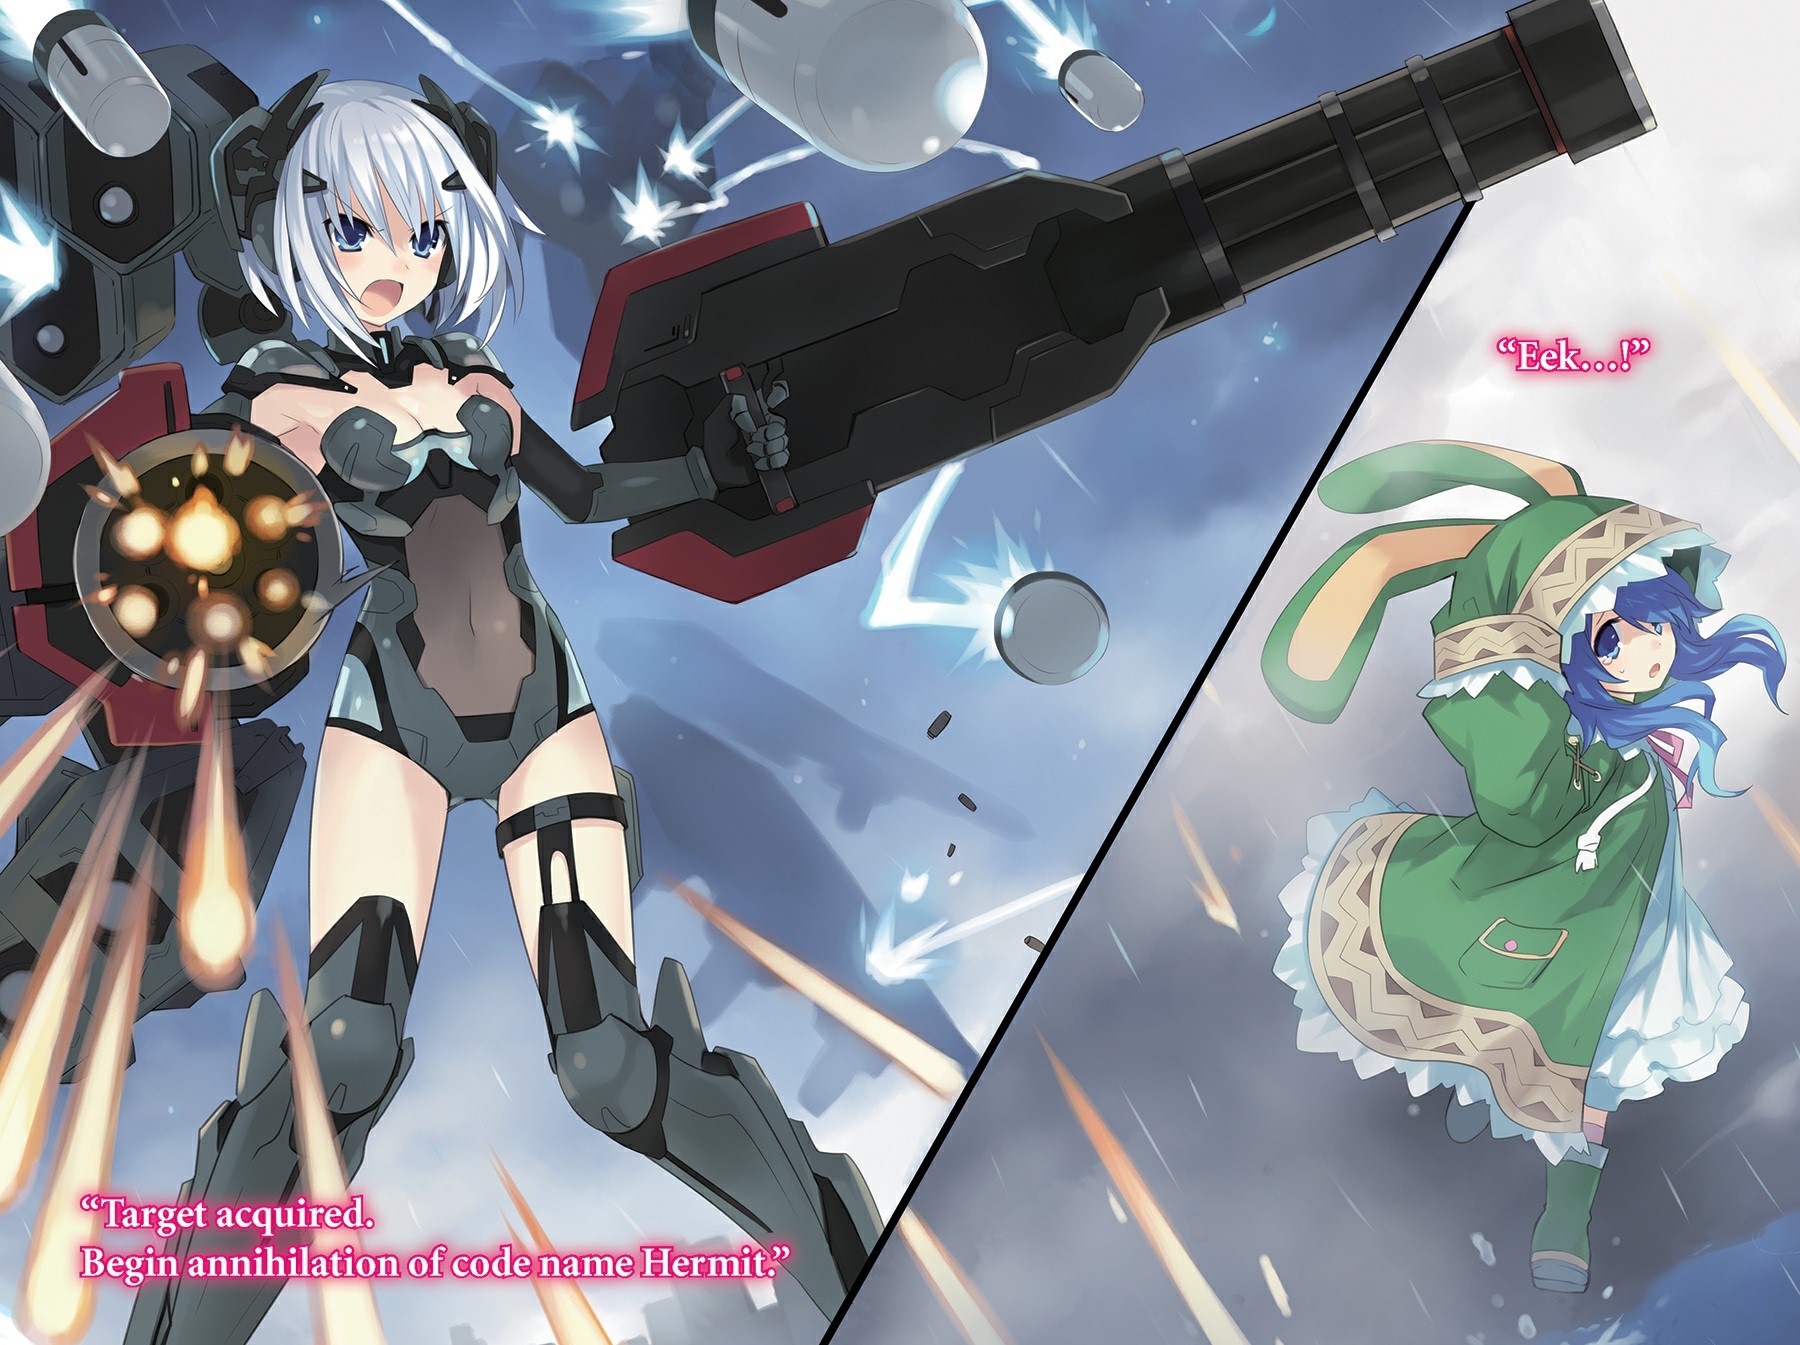 “Eek...!”
“Target acquired.
Begin annihilation of code name Hermit.”